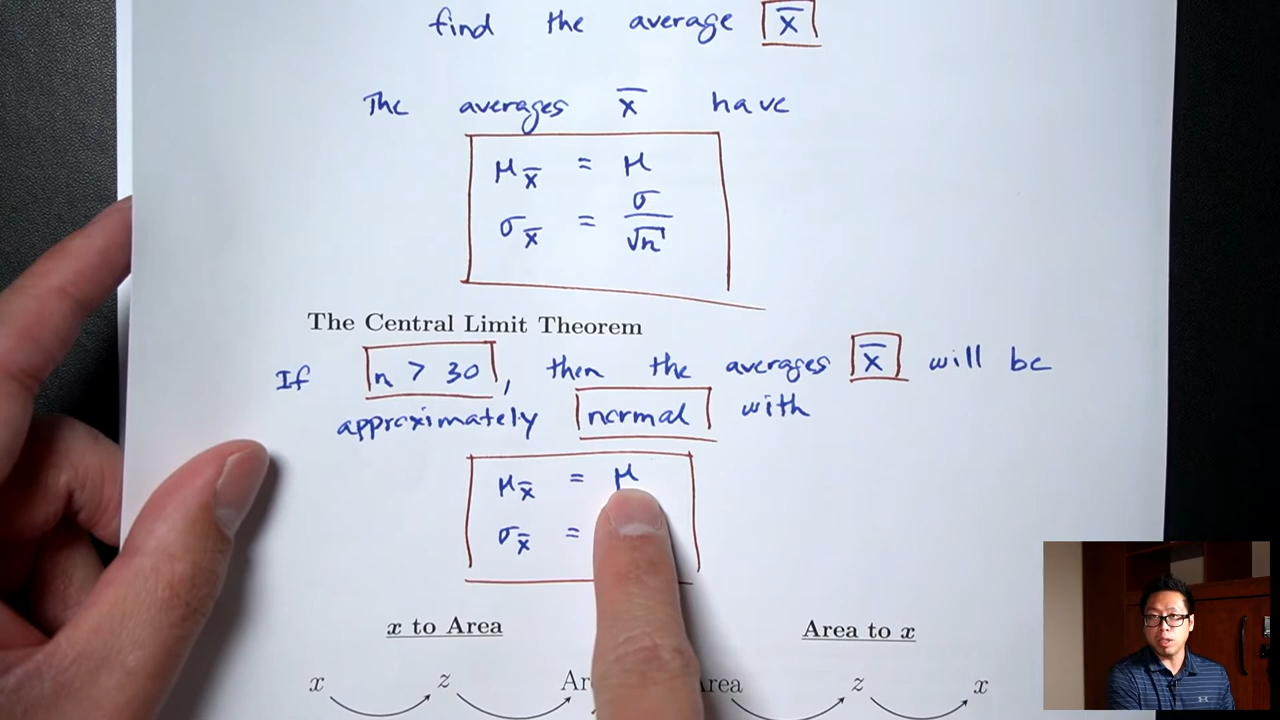 find the average x̄
The averages x̄ have
μx̄ = μ
σx̄ = σ/√n
The Central Limit Theorem
If n > 30, then the averages x̄ will be
approximately normal with
μx̄ = μ
σx̄ =
x to Area
Area to x
x z
z x